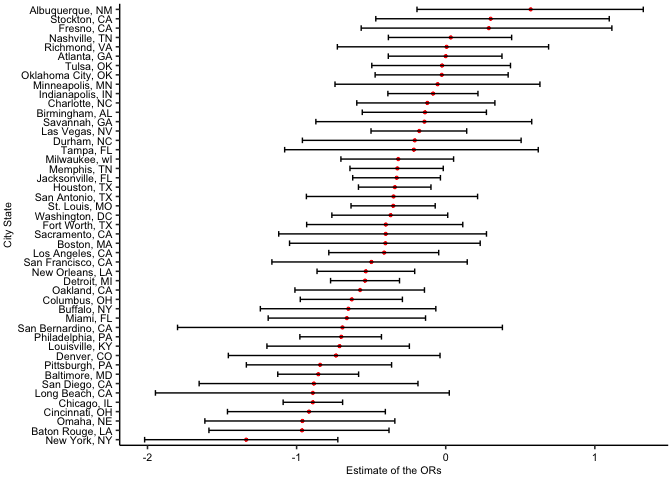 Albuquerque, NM
Stockton, CA
Fresno, CA
Nashville, TN
Richmond, VA
Atlanta, GA
Tulsa, OK
Oklahoma City, OK
Minneapolis, MN
Indianapolis, IN
Charlotte, NC
Birmingham, AL
Savannah, GA
Las Vegas, NV
Durham, NC
Tampa, FL
Milwaukee, wI
Memphis, TN
Jacksonville, FL
Houston, TX
San Antonio, TX
St. Louis, MO
Washington, DC
Fort Worth, TX
Sacramento, CA
Boston, MA
Los Angeles, CA
San Francisco, CA
New Orleans, LA
Detroit, MI
Oakland, CA
Columbus, OH
Buffalo, NY
Miami, FL
San Bernardino, CA
Philadelphia, PA
Louisville, KY
Denver, CO
Pittsburgh, PA
Baltimore, MD
San Diego, CA
Long Beach, CA
Chicago, IL
Cincinnati, OH
Omaha, NE
Baton Rouge, LA
New York, NY
City State
-2 -1 0 1
Estimate of the ORs